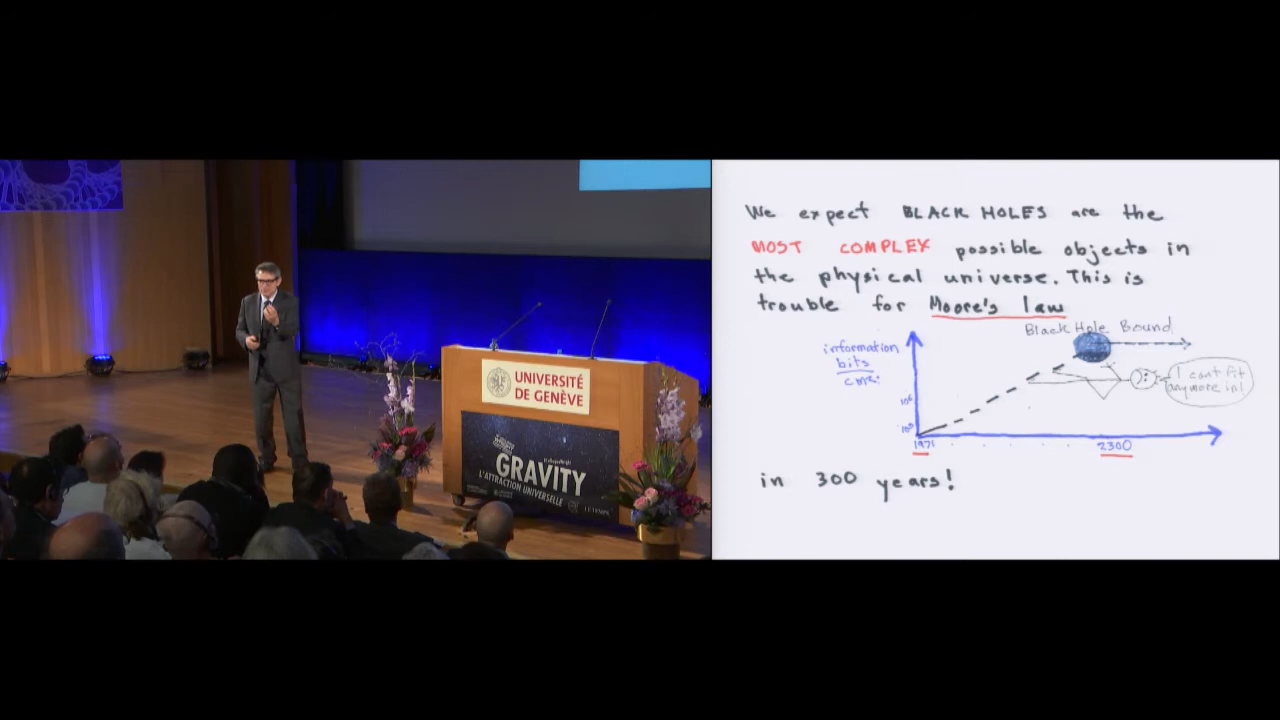 UNIVERSITÉ
DE GENÈVE
GRAVITY
L'ATTRACTION UNIVERSELLE
LE TEMPS
We expect BLACK HOLES are the
MOST COMPLEX possible objects in
the physical universe. This is
trouble for Moore's law
Black Hole Bound
information
bits
I can't fit
anymore in!
1971
2300
in 300 years!